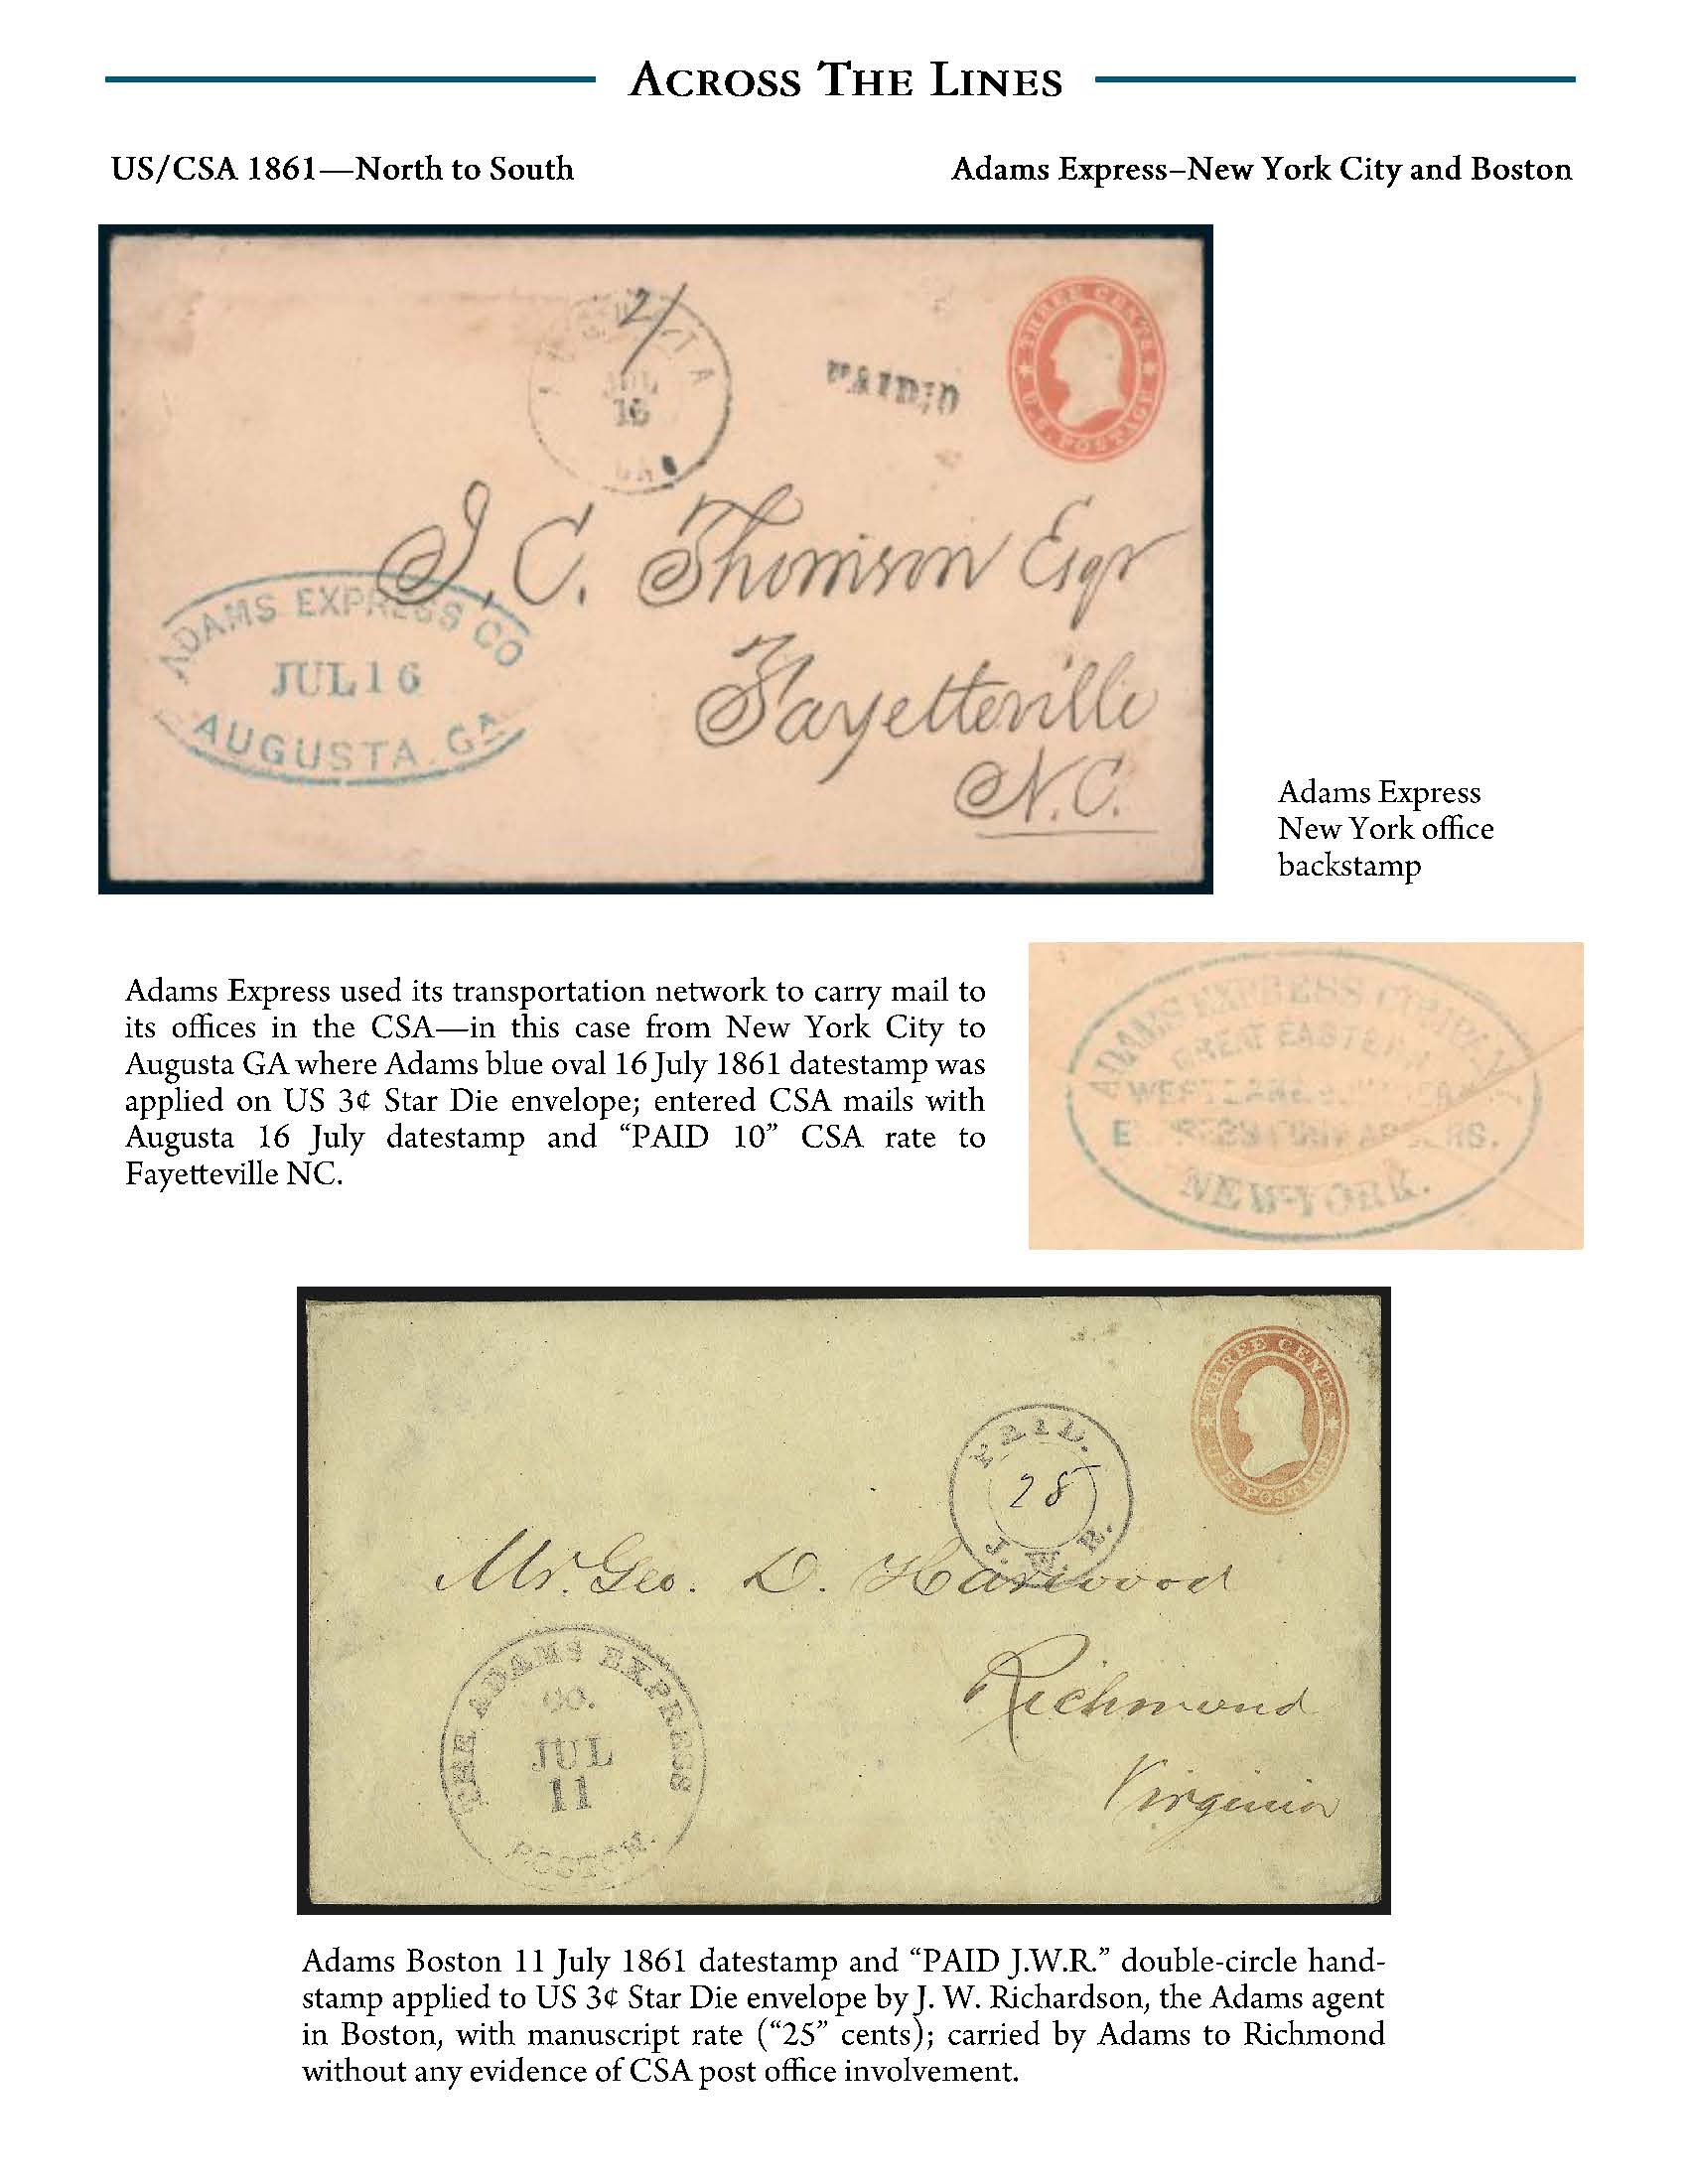 ACROSS THE LINES
US/CSA 1861—North to South
Adams Express–New York City and Boston
THREE CENTS
U.S. POSTAGE
JUL
16
GA
PAID 10
J. C. Thomson Esqr
Fayetteville
N.C.
ADAMS EXPRESS CO
JUL 16
AUGUSTA. GA
Adams Express
New York office
backstamp
Adams Express used its transportation network to carry mail to
its offices in the CSA—in this case from New York City to
Augusta GA where Adams blue oval 16 July 1861 datestamp was
applied on US 3¢ Star Die envelope; entered CSA mails with
Augusta 16 July datestamp and “PAID 10” CSA rate to
Fayetteville NC.
ADAMS EXPRESS COMPANY
GREAT EASTERN
NEW-YORK.
THREE CENTS
U.S. POSTAGE
J. W. R.
Mr. Geo. D. Harwood
Richmond
Virginia
THE ADAMS EXPRESS
CO.
JUL
11
BOSTON.
Adams Boston 11 July 1861 datestamp and “PAID J.W.R.” double-circle hand-
stamp applied to US 3¢ Star Die envelope by J. W. Richardson, the Adams agent
in Boston, with manuscript rate (“25” cents); carried by Adams to Richmond
without any evidence of CSA post office involvement.